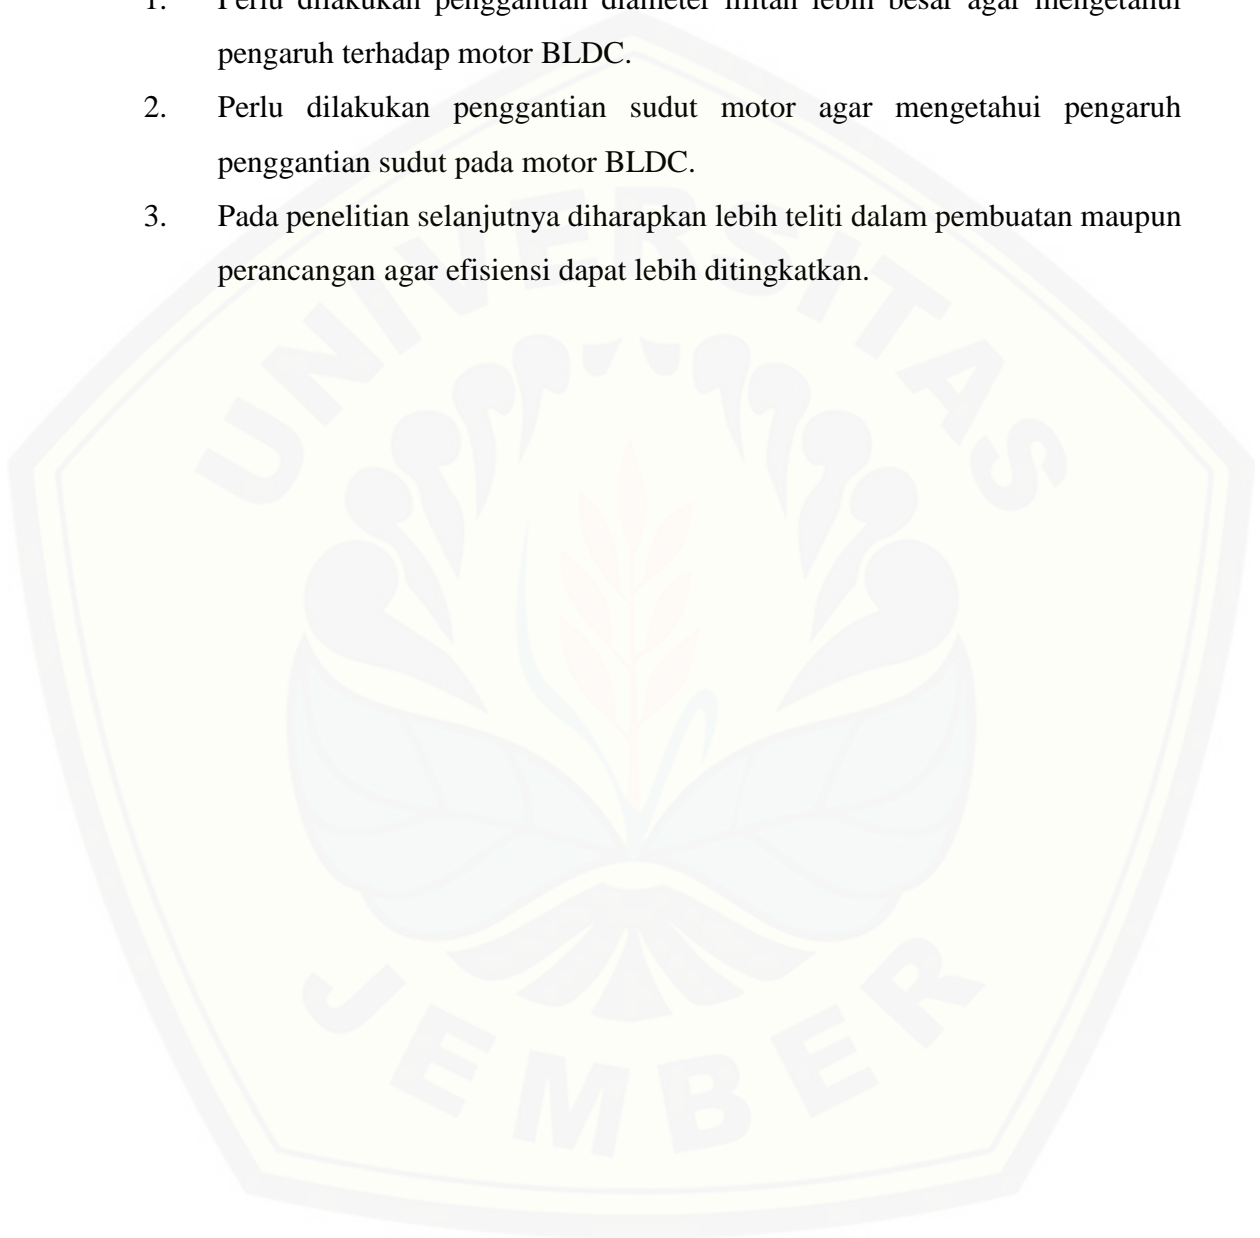 1. Perlu dilakukan penggantian diameter lilitan lebih besar agar mengetahui
pengaruh terhadap motor BLDC.
2. Perlu dilakukan penggantian sudut motor agar mengetahui pengaruh
penggantian sudut pada motor BLDC.
3. Pada penelitian selanjutnya diharapkan lebih teliti dalam pembuatan maupun
perancangan agar efisiensi dapat lebih ditingkatkan.
UNIVERSITAS
JEMBER